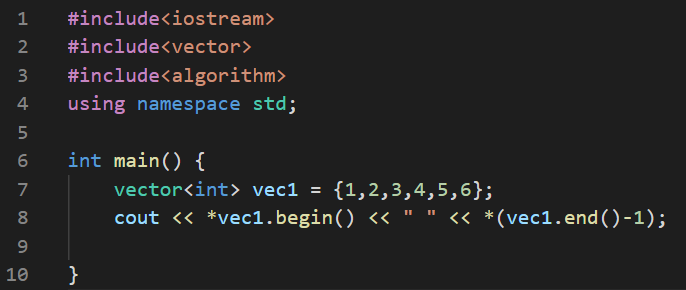 1 #include<iostream>
2 #include<vector>
3 #include<algorithm>
4 using namespace std;
5
6 int main() {
7     vector<int> vec1 = {1,2,3,4,5,6};
8     cout << *vec1.begin() << " " << *(vec1.end()-1);
9
10 }